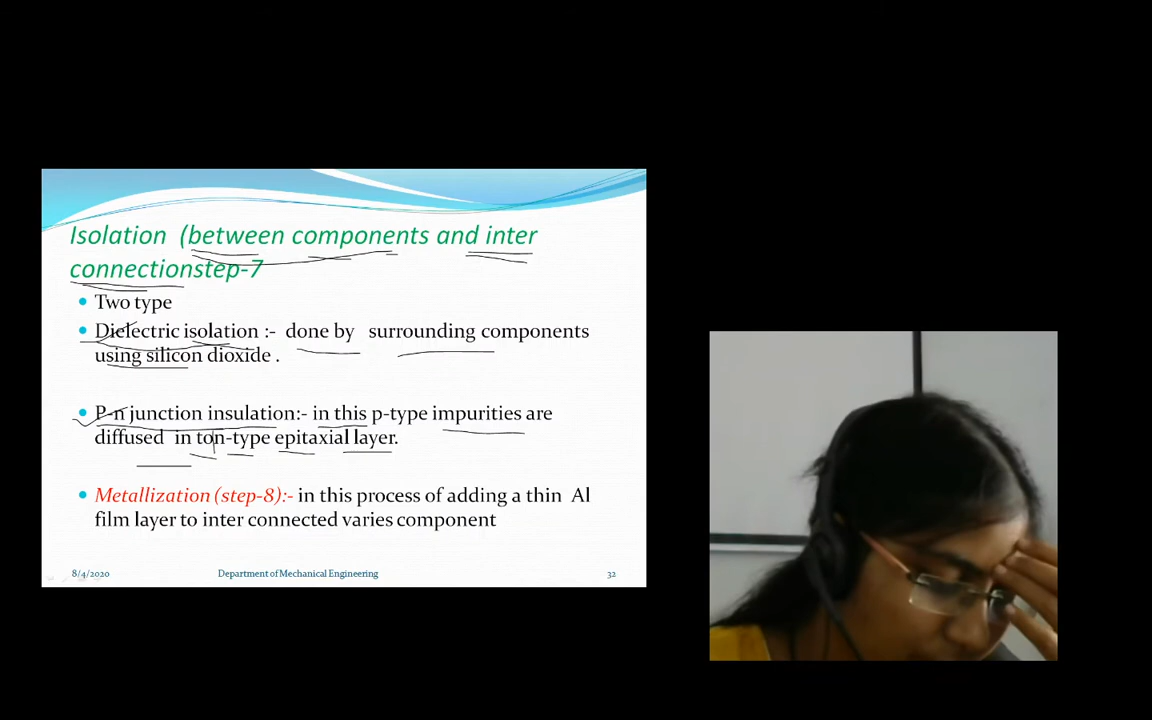 Isolation (between components and inter
connectionstep-7
Two type
Dielectric isolation :- done by surrounding components
using silicon dioxide .
P-n junction insulation:- in this p-type impurities are
diffused in ton-type epitaxial layer.
Metallization (step-8):- in this process of adding a thin Al
film layer to inter connected varies component
8/4/2020 Department of Mechanical Engineering 32